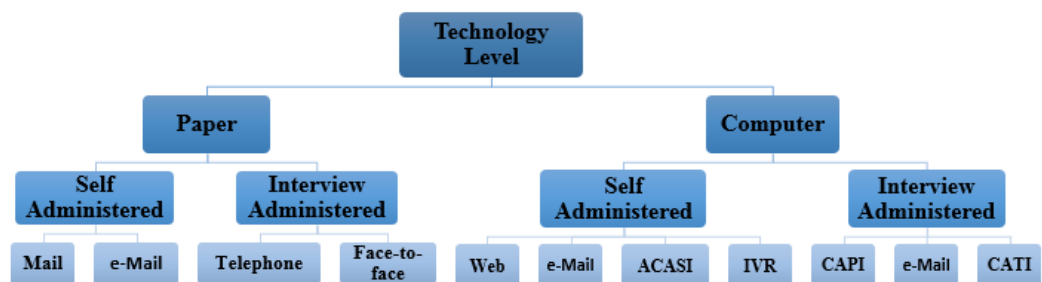 Technology
Level
Paper
Computer
Self
Administered
Interview
Administered
Self
Administered
Interview
Administered
Mail
e-Mail
Telephone
Face-to-
face
Web
e-Mail
ACASI
IVR
CAPI
e-Mail
CATI